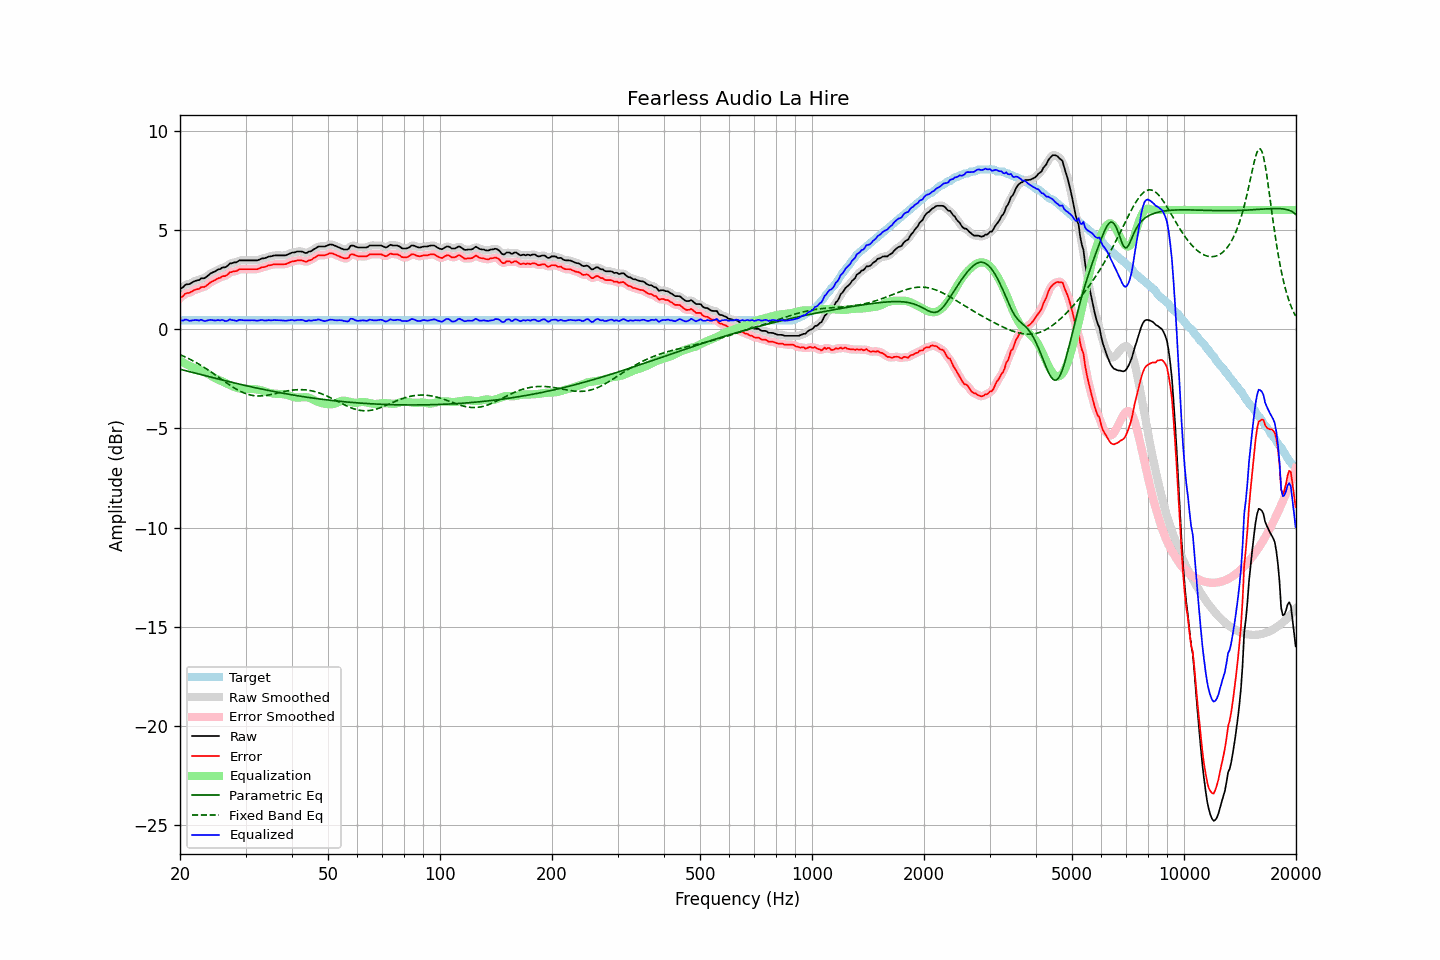 Fearless Audio La Hire
10
5
0
−5
−10
−15
−20
−25
Amplitude (dBr)
Target
Raw Smoothed
Error Smoothed
Raw
Error
Equalization
Parametric Eq
Fixed Band Eq
Equalized
20 50 100 200 500 1000 2000 5000 10000 20000
Frequency (Hz)